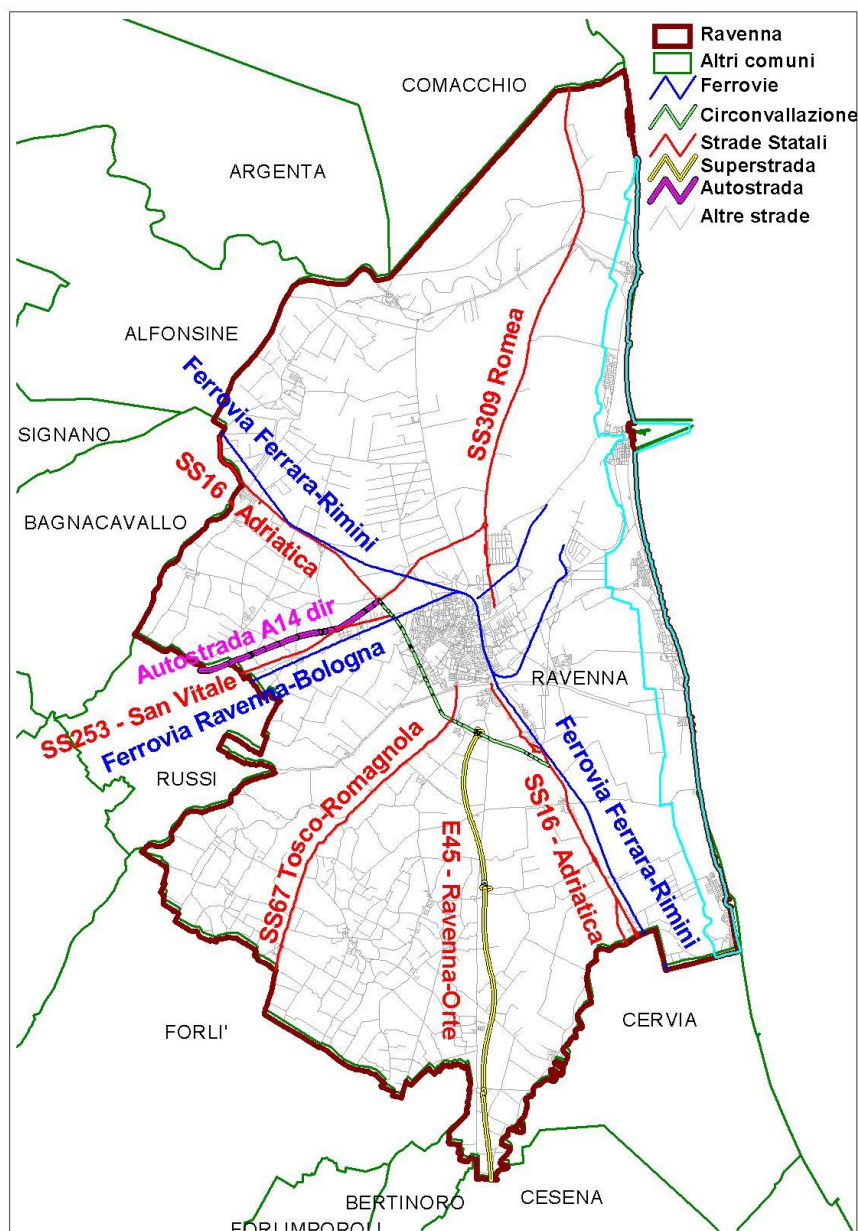 Ravenna
Altri comuni
Ferrovie
Circonvallazione
Strade Statali
Superstrada
Autostrada
Altre strade
COMACCHIO
ARGENTA
ALFONSINE
SIGNANO
BAGNACAVALLO
RUSSI
FORLI'
RAVENNA
CERVIA
BERTINORO
CESENA
FORLIMPOPOLI
SS309 Romea
Ferrovia Ferrara-Rimini
SS16 - Adriatica
Autostrada A14 dir
SS253 - San Vitale
Ferrovia Ravenna-Bologna
SS67 Tosco-Romagnola
E45 - Ravenna-Orte
SS16 - Adriatica
Ferrovia Ferrara-Rimini